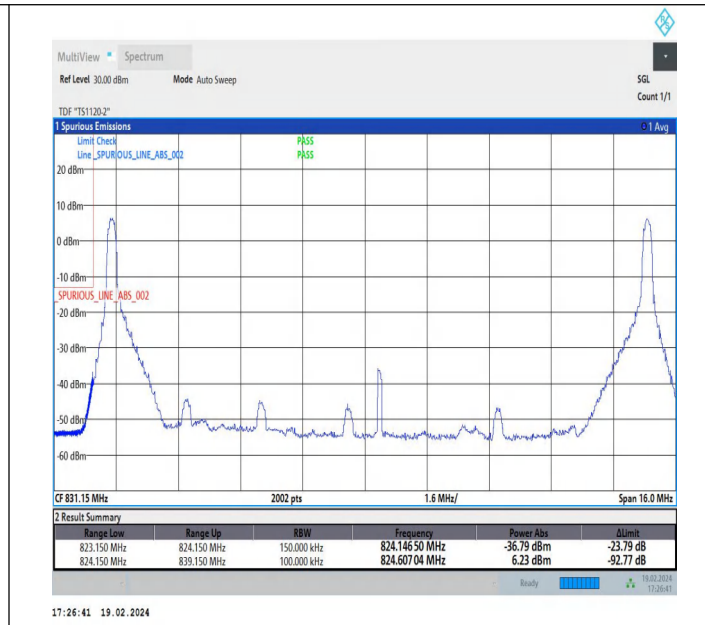 MultiView Spectrum
Ref Level 30.00 dBm Mode Auto Sweep SGL
Count 1/1
TDF "TS1120-2"
1 Spurious Emissions 1 Avg
Limit Check PASS
Line _SPURIOUS_LINE_ABS_002 PASS
20 dBm
10 dBm
0 dBm
-10 dBm
_SPURIOUS_LINE_ABS_002
-20 dBm
-30 dBm
-40 dBm
-50 dBm
-60 dBm
CF 831.15 MHz 2002 pts 1.6 MHz/ Span 16.0 MHz
2 Result Summary
Range Low Range Up RBW Frequency Power Abs ΔLimit
823.150 MHz 824.150 MHz 150.000 kHz 824.14650 MHz -36.79 dBm -23.79 dB
824.150 MHz 839.150 MHz 100.000 kHz 824.60704 MHz 6.23 dBm -92.77 dB
Ready 19.02.2024
17:26:41
17:26:41 19.02.2024